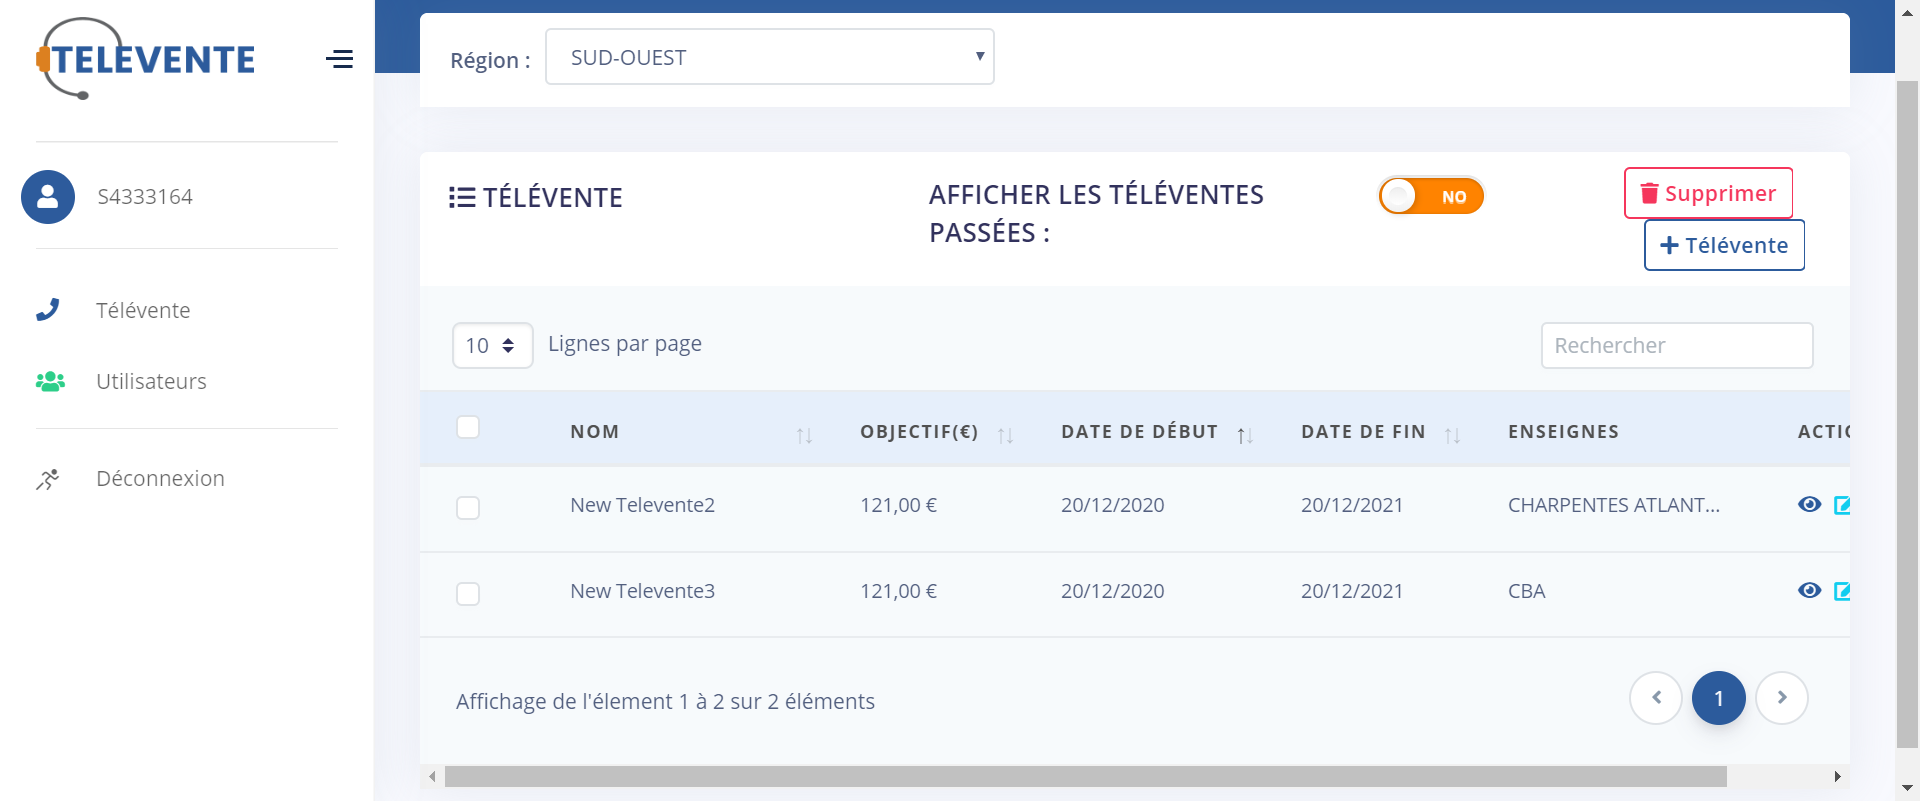 TELEVENTE
Région :
SUD-OUEST
S4333164
Télévente
Utilisateurs
Déconnexion
TÉLÉVENTE
AFFICHER LES TÉLÉVENTES
PASSÉES :
NO
Supprimer
Télévente
10 Lignes par page
Rechercher
NOM OBJECTIF(€) DATE DE DÉBUT DATE DE FIN ENSEIGNES ACTIC
New Televente2 121,00 € 20/12/2020 20/12/2021 CHARPENTES ATLANT...
New Televente3 121,00 € 20/12/2020 20/12/2021 CBA
Affichage de l'élement 1 à 2 sur 2 éléments
1